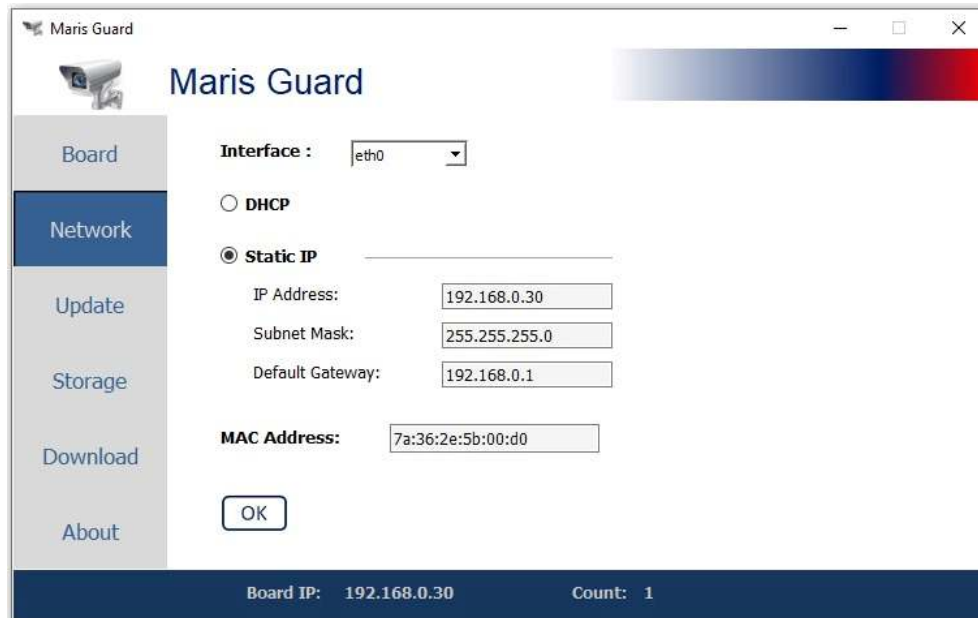 Maris Guard
Maris Guard
Board
Network
Update
Storage
Download
About
Interface : eth0
DHCP
Static IP
IP Address: 192.168.0.30
Subnet Mask: 255.255.255.0
Default Gateway: 192.168.0.1
MAC Address: 7a:36:2e:5b:00:d0
OK
Board IP: 192.168.0.30 Count: 1